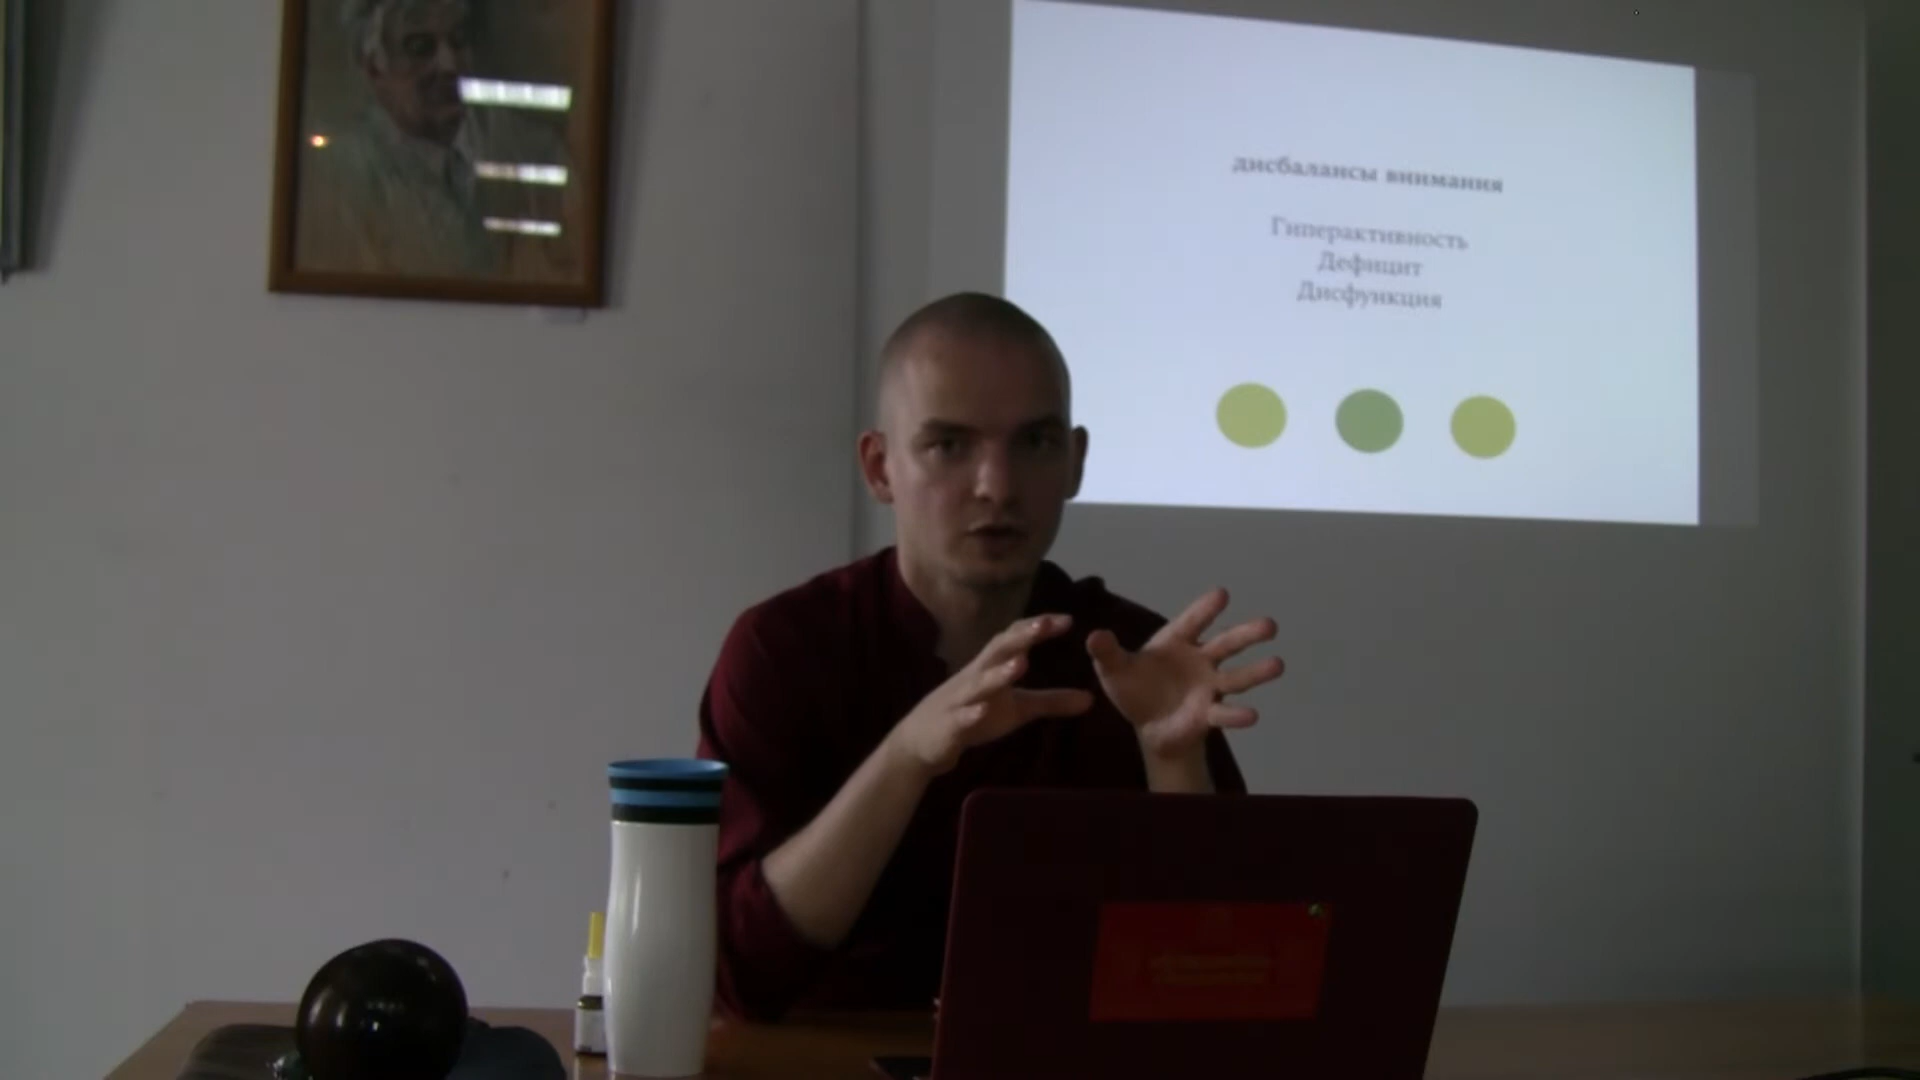 дисбалансы внимания
Гиперактивность
Дефицит
Дисфункция